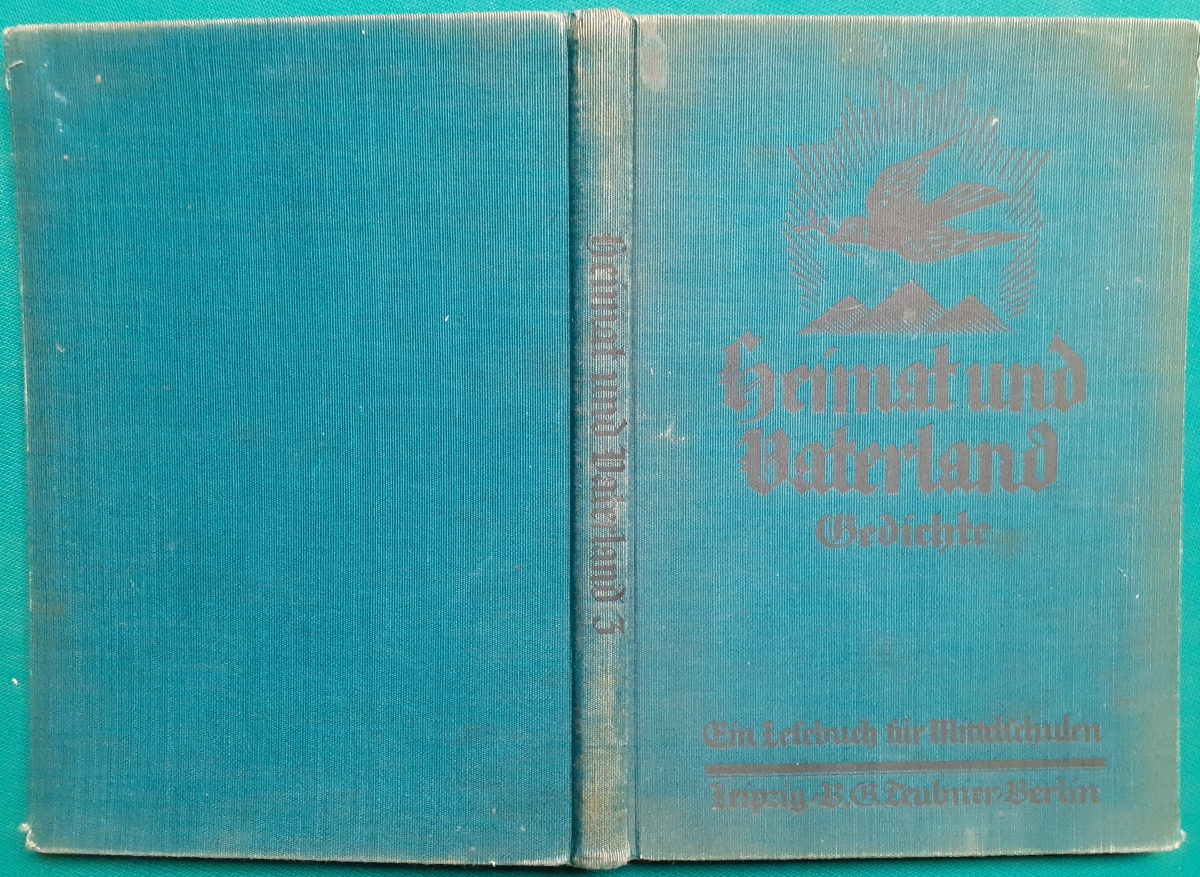 Heimat und Vaterland 3
Heimat und
Vaterland
Gedichte
Ein Lesebuch für Mittelschulen
Leipzig-B.G.Teubner-Berlin